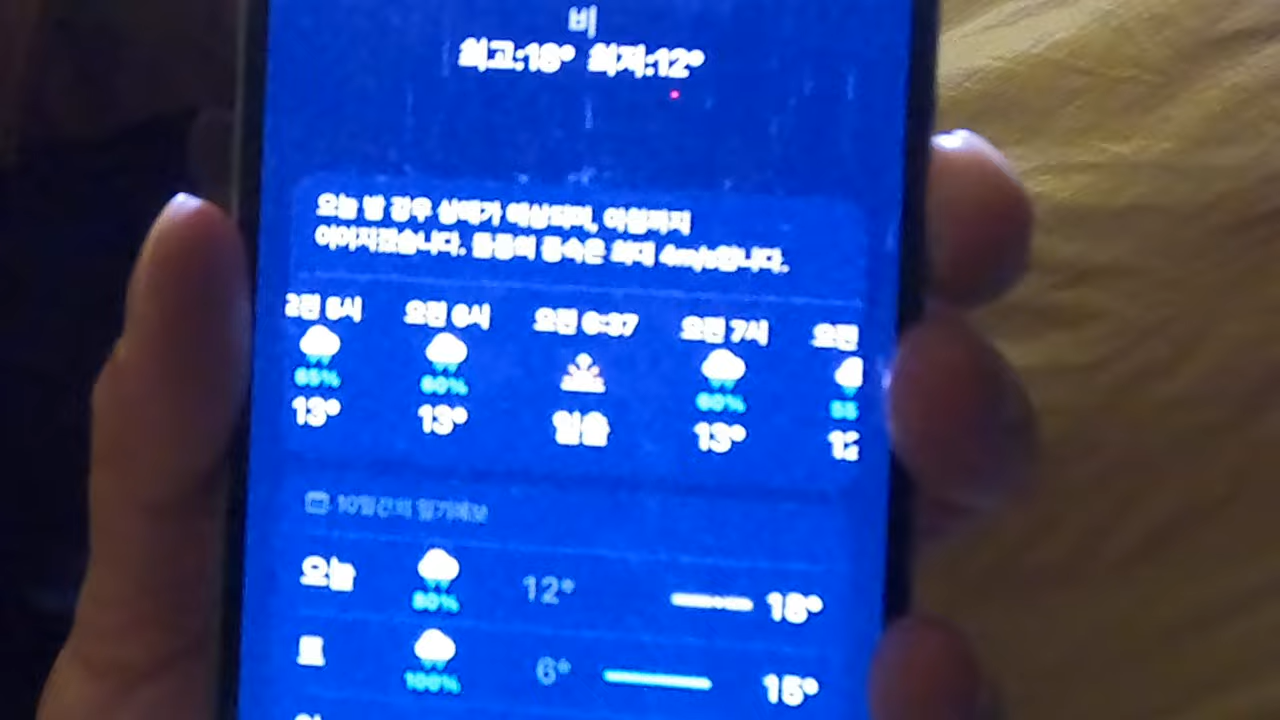 비
최고:18° 최저:12°
오늘 밤 강우 상태가 예상되며, 아침까지
이어지겠습니다. 돌풍의 풍속은 최대 4m/s입니다.
오전 5시 오전 6시 오전 6:37 오전 7시 오전
60% 60%
13° 13° 일출 13° 12
10일간의 일기예보
오늘 80% 12° 18°
토 100% 6° 15°